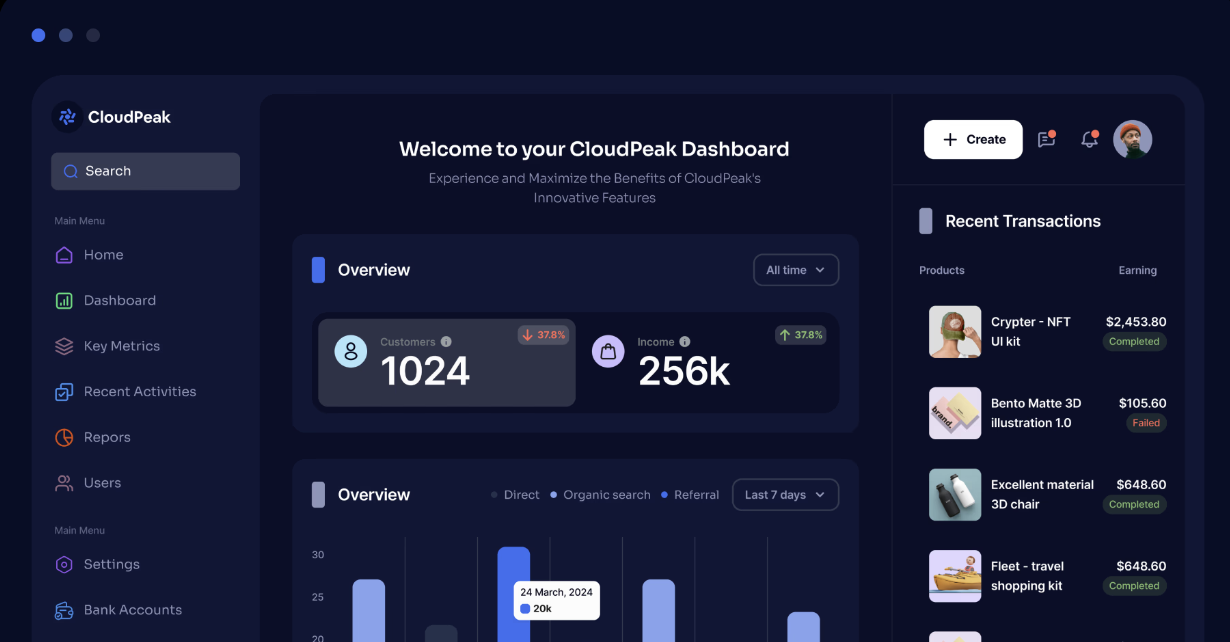 CloudPeak
Search
Main Menu
Home
Dashboard
Key Metrics
Recent Activities
Repors
Users
Main Menu
Settings
Bank Accounts
Welcome to your CloudPeak Dashboard
Experience and Maximize the Benefits of CloudPeak's
Innovative Features
Overview
All time
Customers
37.8%
1024
Income
37.8%
256k
Overview
Direct
Organic search
Referral
Last 7 days
30
25
20
24 March, 2024
20k
Create
Recent Transactions
Products
Earning
Crypter - NFT
UI kit
$2,453.80
Completed
brand.
Bento Matte 3D
illustration 1.0
$105.60
Failed
Excellent material
3D chair
$648.60
Completed
Fleet - travel
shopping kit
$648.60
Completed